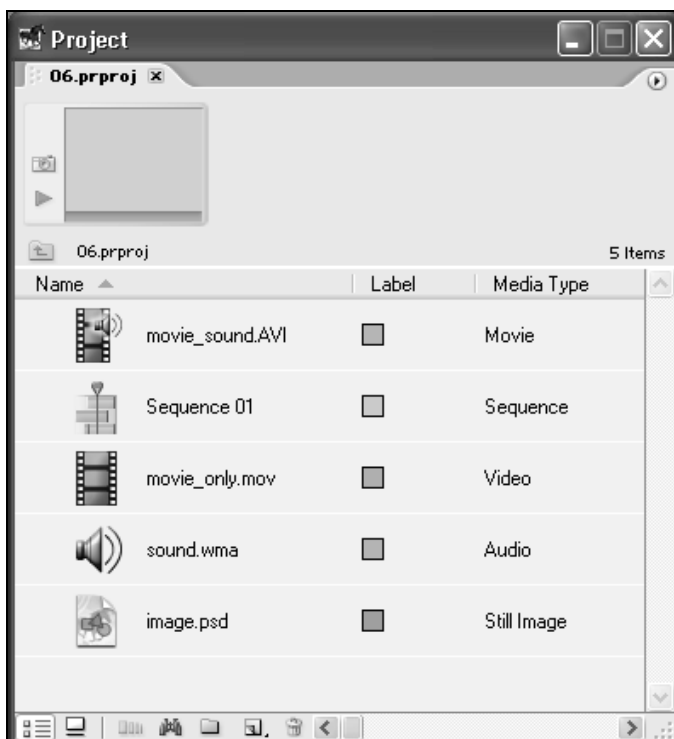 Project
06.prproj
06.prproj
5 Items
Name Label Media Type
movie_sound.AVI Movie
Sequence 01 Sequence
movie_only.mov Video
sound.wma Audio
image.psd Still Image